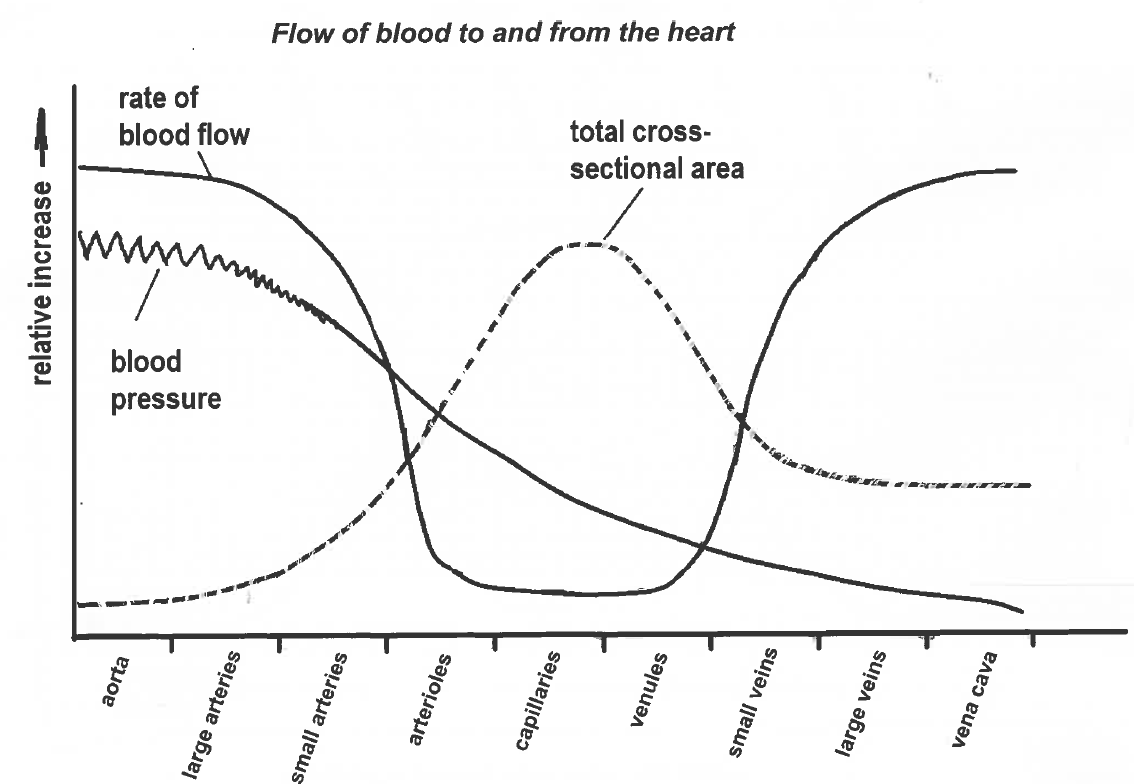 Flow of blood to and from the heart
rate of
blood flow
total cross-
sectional area
relative increase
blood
pressure
aorta
large arteries
small arteries
arterioles
capillaries
venules
small veins
large veins
vena cava